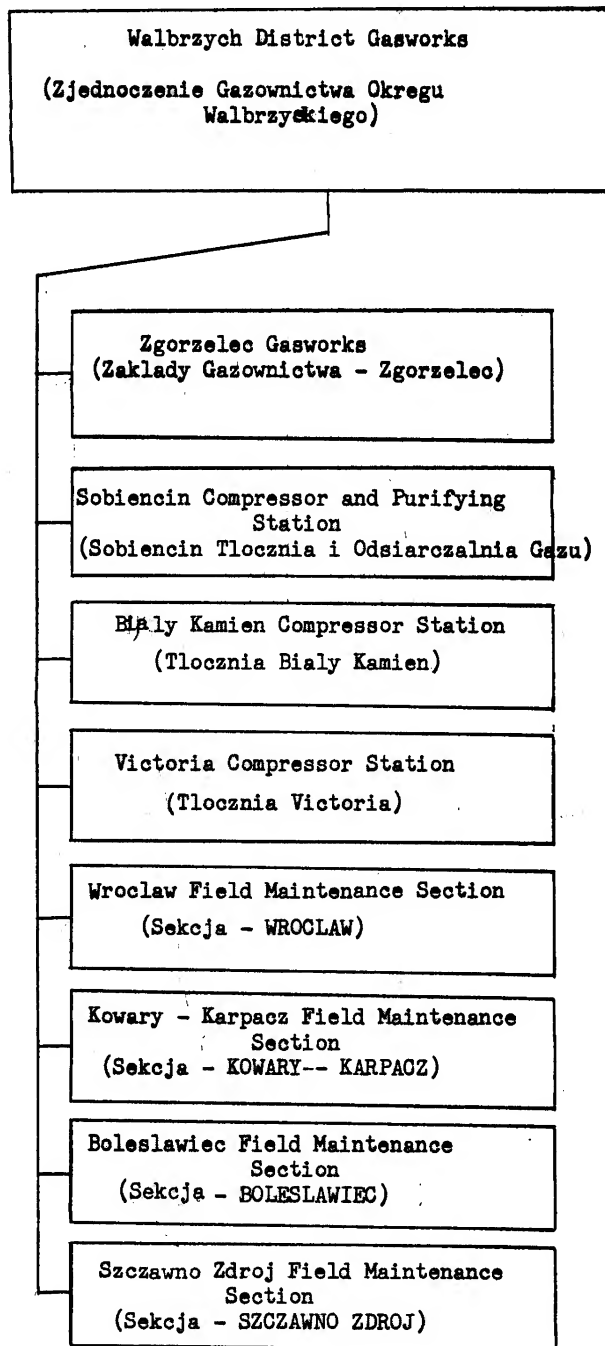 Walbrzych District Gasworks
(Zjednoczenie Gazownictwa Okregu
Walbrzyskiego)
Zgorzelec Gasworks
(Zaklady Gazownictwa - Zgorzelec)
Sobiencin Compressor and Purifying
Station
(Sobiencin Tlocznia i Odsiarczalnia Gazu)
Bialy Kamien Compressor Station
(Tlocznia Bialy Kamien)
Victoria Compressor Station
(Tlocznia Victoria)
Wroclaw Field Maintenance Section
(Sekcja - WROCLAW)
Kowary - Karpacz Field Maintenance
Section
(Sekcja - KOWARY-- KARPACZ)
Boleslawiec Field Maintenance
Section
(Sekcja - BOLESLAWIEC)
Szczawno Zdroj Field Maintenance
Section
(Sekcja - SZCZAWNO ZDROJ)